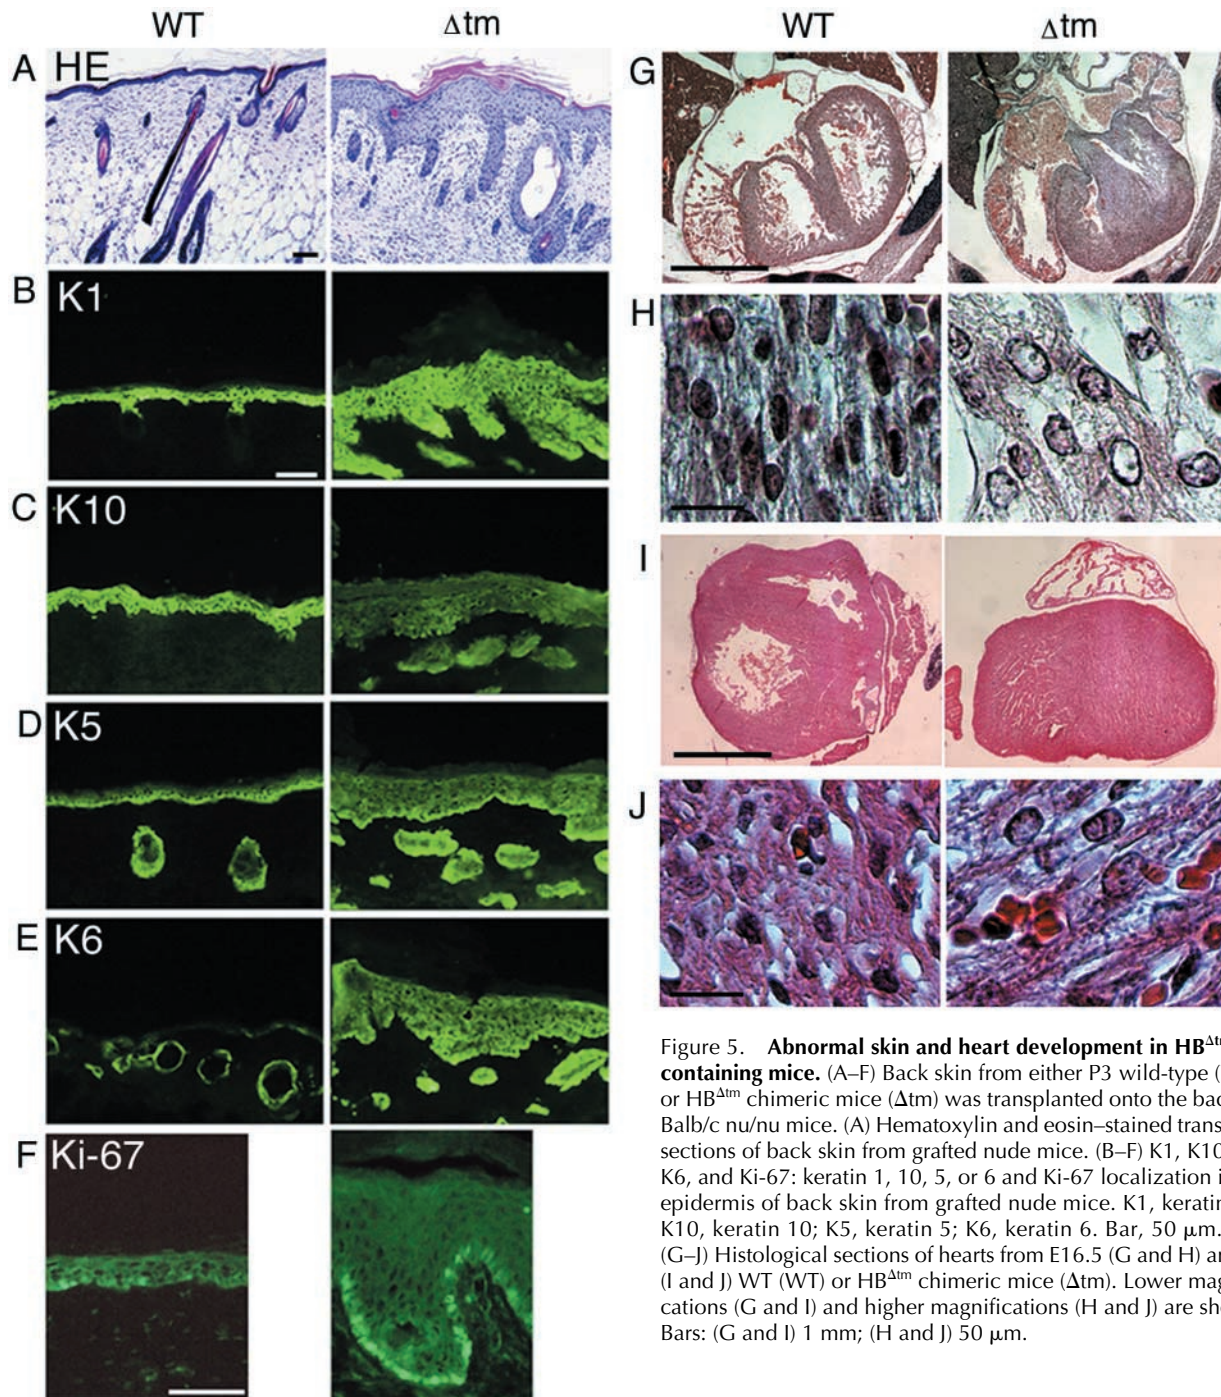 WT
Δtm
WT
Δtm
A
HE
B
K1
C
K10
D
K5
E
K6
F
Ki-67
G
H
I
J
Figure 5. Abnormal skin and heart development in HBΔtm
containing mice. (A–F) Back skin from either P3 wild-type (
or HBΔtm chimeric mice (Δtm) was transplanted onto the bac
Balb/c nu/nu mice. (A) Hematoxylin and eosin–stained trans
sections of back skin from grafted nude mice. (B–F) K1, K10
K6, and Ki-67: keratin 1, 10, 5, or 6 and Ki-67 localization i
epidermis of back skin from grafted nude mice. K1, keratin
K10, keratin 10; K5, keratin 5; K6, keratin 6. Bar, 50 μm.
(G–J) Histological sections of hearts from E16.5 (G and H) a
(I and J) WT (WT) or HBΔtm chimeric mice (Δtm). Lower mag
cations (G and I) and higher magnifications (H and J) are sh
Bars: (G and I) 1 mm; (H and J) 50 μm.